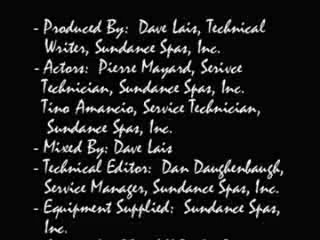 - Produced By: Dave Lais, Technical
Writer, Sundance Spas, Inc.
- Actors: Pierre Mayard, Serivce
Technician, Sundance Spas, Inc.
Tino Amancio, Service Technician,
Sundance Spas, Inc.
- Mixed By: Dave Lais
- Technical Editor: Dan Daughenbaugh,
Service Manager, Sundance Spas, Inc.
- Equipment Supplied: Sundance Spas,
Inc.